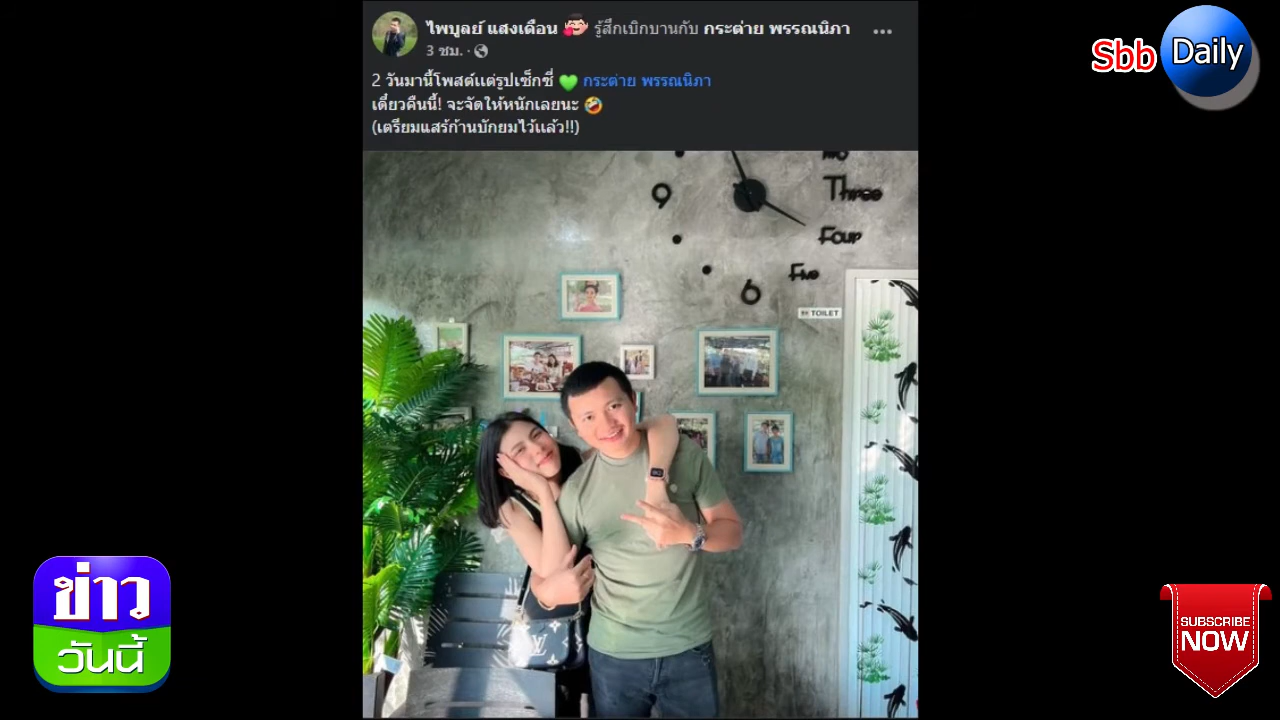 ไพบูลย์ แสงเดือน 🥰 รู้สึกเบิกบานกับ กระต่าย พรรณนิภา
3 ชม. ·
Sbb Daily
2 วันมานี้โพสต์แต่รูปเซ็กซี่ 💚 กระต่าย พรรณนิภา
เดี๋ยวคืนนี้! จะจัดให้หนักเลยนะ 🤣
(เตรียมแสร้ก้านบักยมไว้แล้ว!!)
9
Three
Four
Five
6
TOILET
ข่าว
วันนี้
SUBSCRIBE
NOW